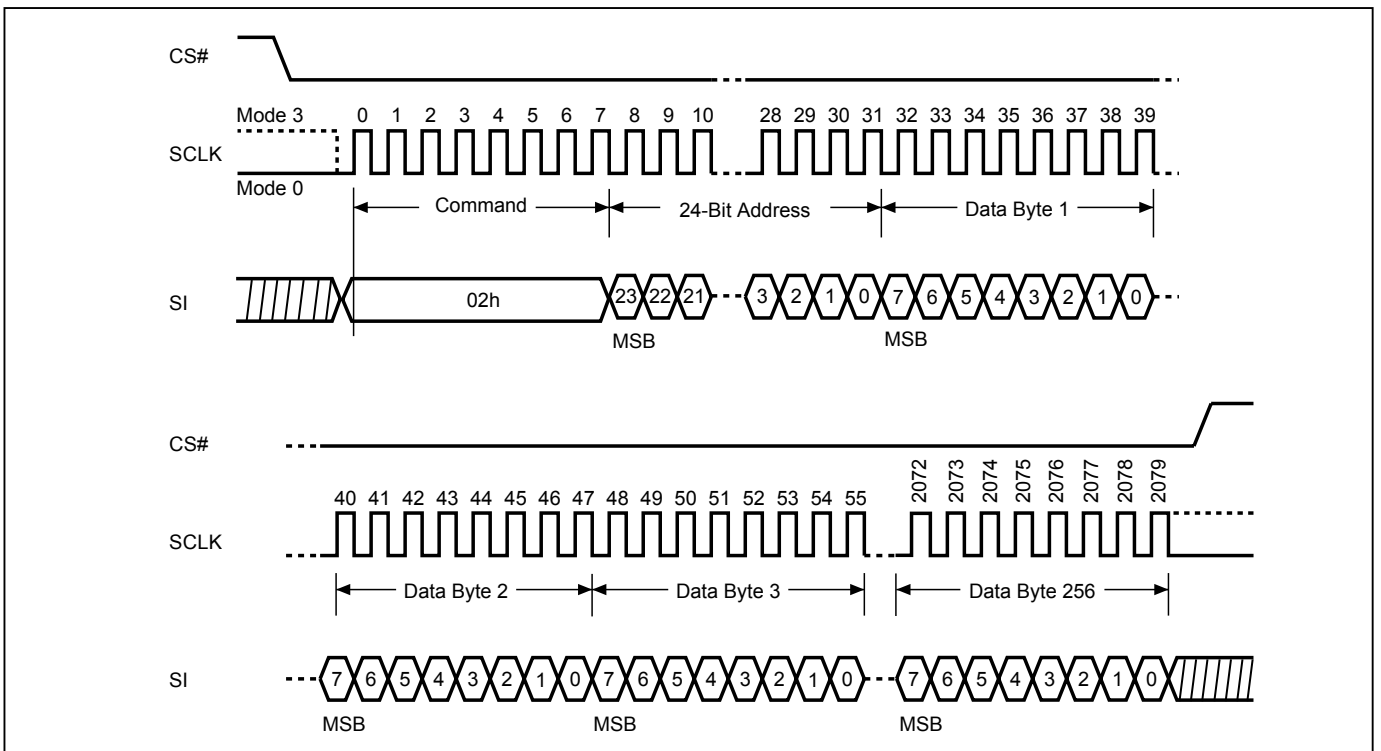 CS#
Mode 3 0 1 2 3 4 5 6 7 8 9 10 28 29 30 31 32 33 34 35 36 37 38 39
SCLK
Mode 0
Command 24-Bit Address Data Byte 1
SI 02h 23 22 21 3 2 1 0 7 6 5 4 3 2 1 0
MSB MSB
CS#
40 41 42 43 44 45 46 47 48 49 50 51 52 53 54 55 2072 2073 2074 2075 2076 2077 2078 2079
SCLK
Data Byte 2 Data Byte 3 Data Byte 256
SI 7 6 5 4 3 2 1 0 7 6 5 4 3 2 1 0 7 6 5 4 3 2 1 0
MSB MSB MSB